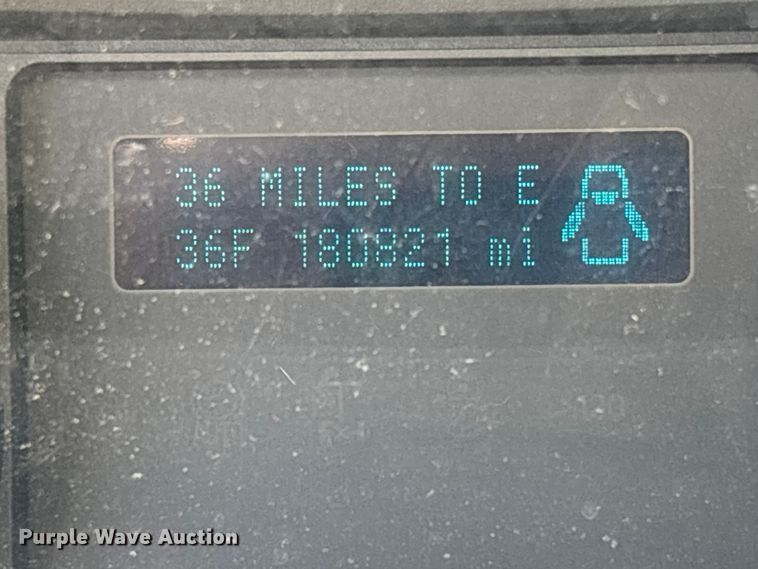 36 MILES TO E
36F 180821 mi
Purple Wave Auction